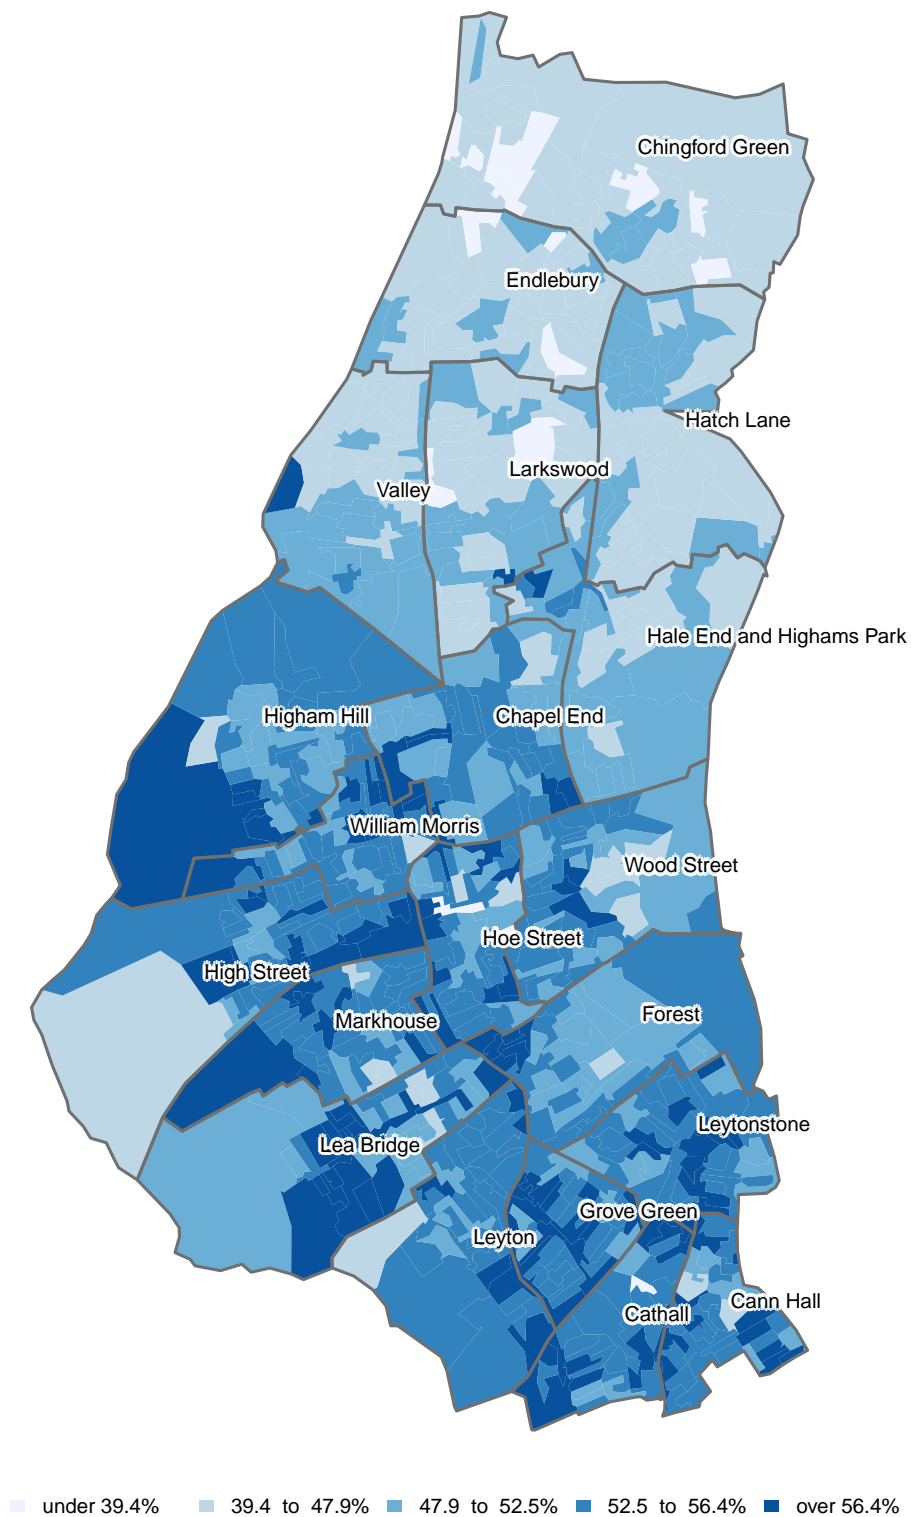 Chingford Green
Endlebury
Hatch Lane
Larkswood
Valley
Hale End and Highams Park
Higham Hill
Chapel End
William Morris
Wood Street
Hoe Street
High Street
Forest
Markhouse
Leytonstone
Lea Bridge
Grove Green
Leyton
Cann Hall
Cathall
under 39.4% 39.4 to 47.9% 47.9 to 52.5% 52.5 to 56.4% over 56.4%